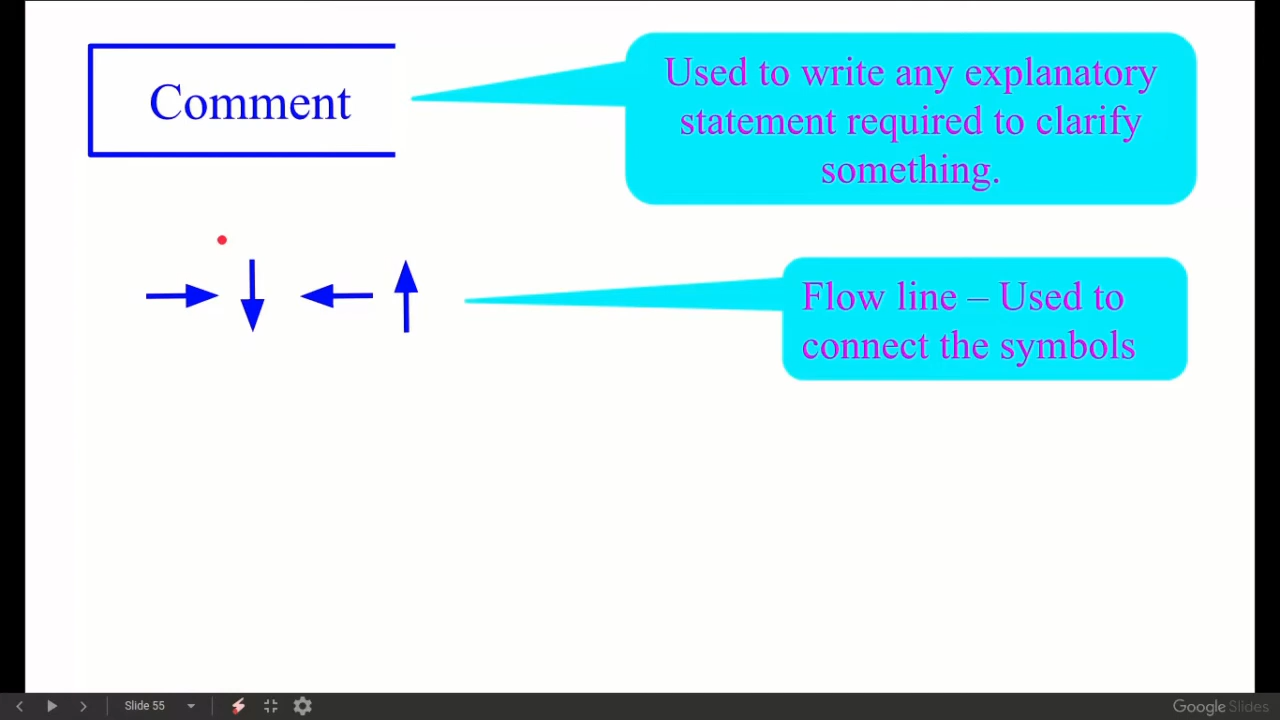 Comment
Used to write any explanatory
statement required to clarify
something.
Flow line – Used to
connect the symbols
Slide 55
Google Slides